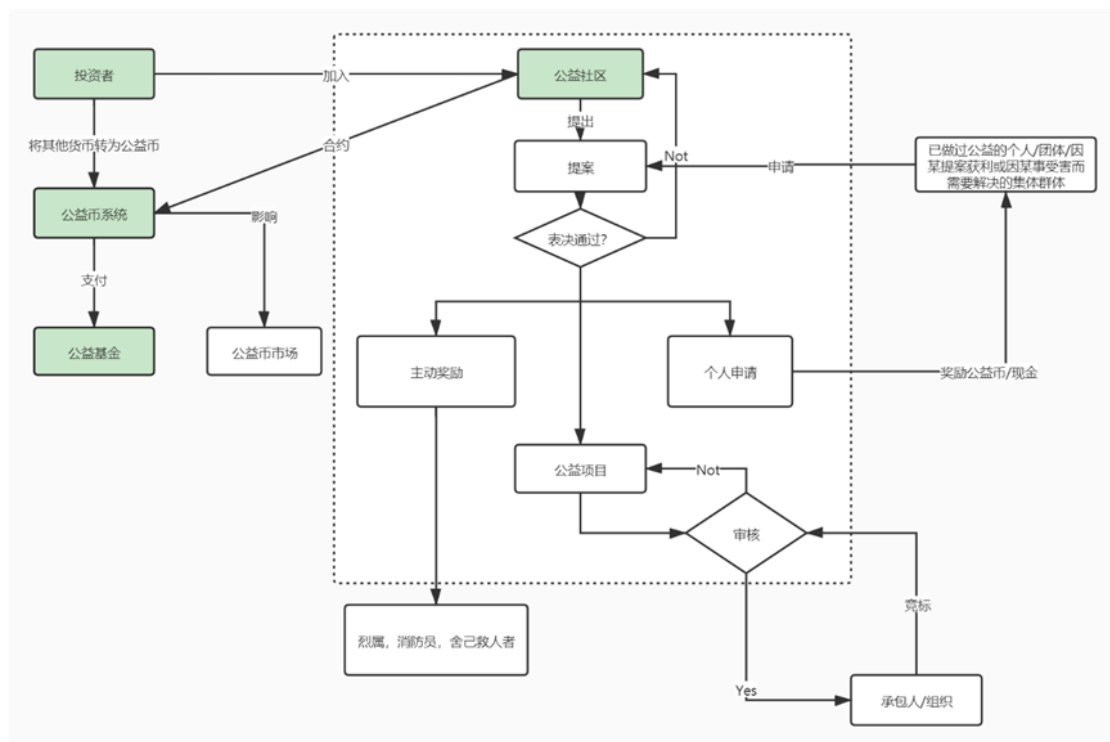 投资者
加入
公益社区
提出
将其他货币转为公益币
合约
提案
Not
申请
已做过公益的个人/团体/因
某提案获利或因某事受害而
需要解决的集体群体
公益币系统
影响
表决通过?
支付
公益基金
公益币市场
主动奖励
个人申请
奖励公益币/现金
公益项目
Not
审核
竞标
烈属，消防员，舍己救人者
Yes
承包人/组织